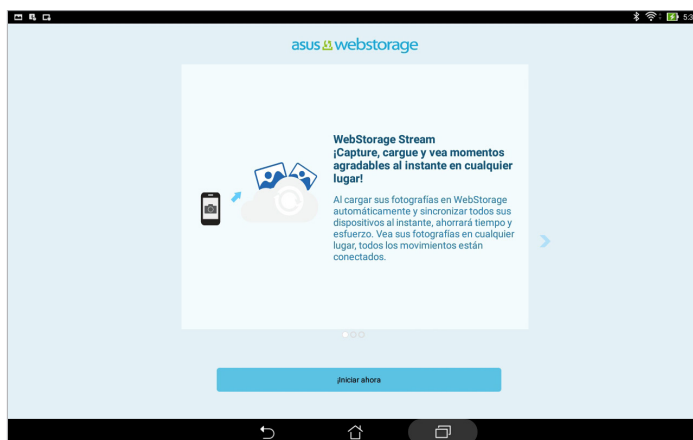 asus webstorage
WebStorage Stream
¡Capture, cargue y vea momentos
agradables al instante en cualquier
lugar!
Al cargar sus fotografías en WebStorage
automáticamente y sincronizar todos sus
dispositivos al instante, ahorrará tiempo y
esfuerzo. Vea sus fotografías en cualquier
lugar, todos los movimientos están
conectados.
¡Iniciar ahora